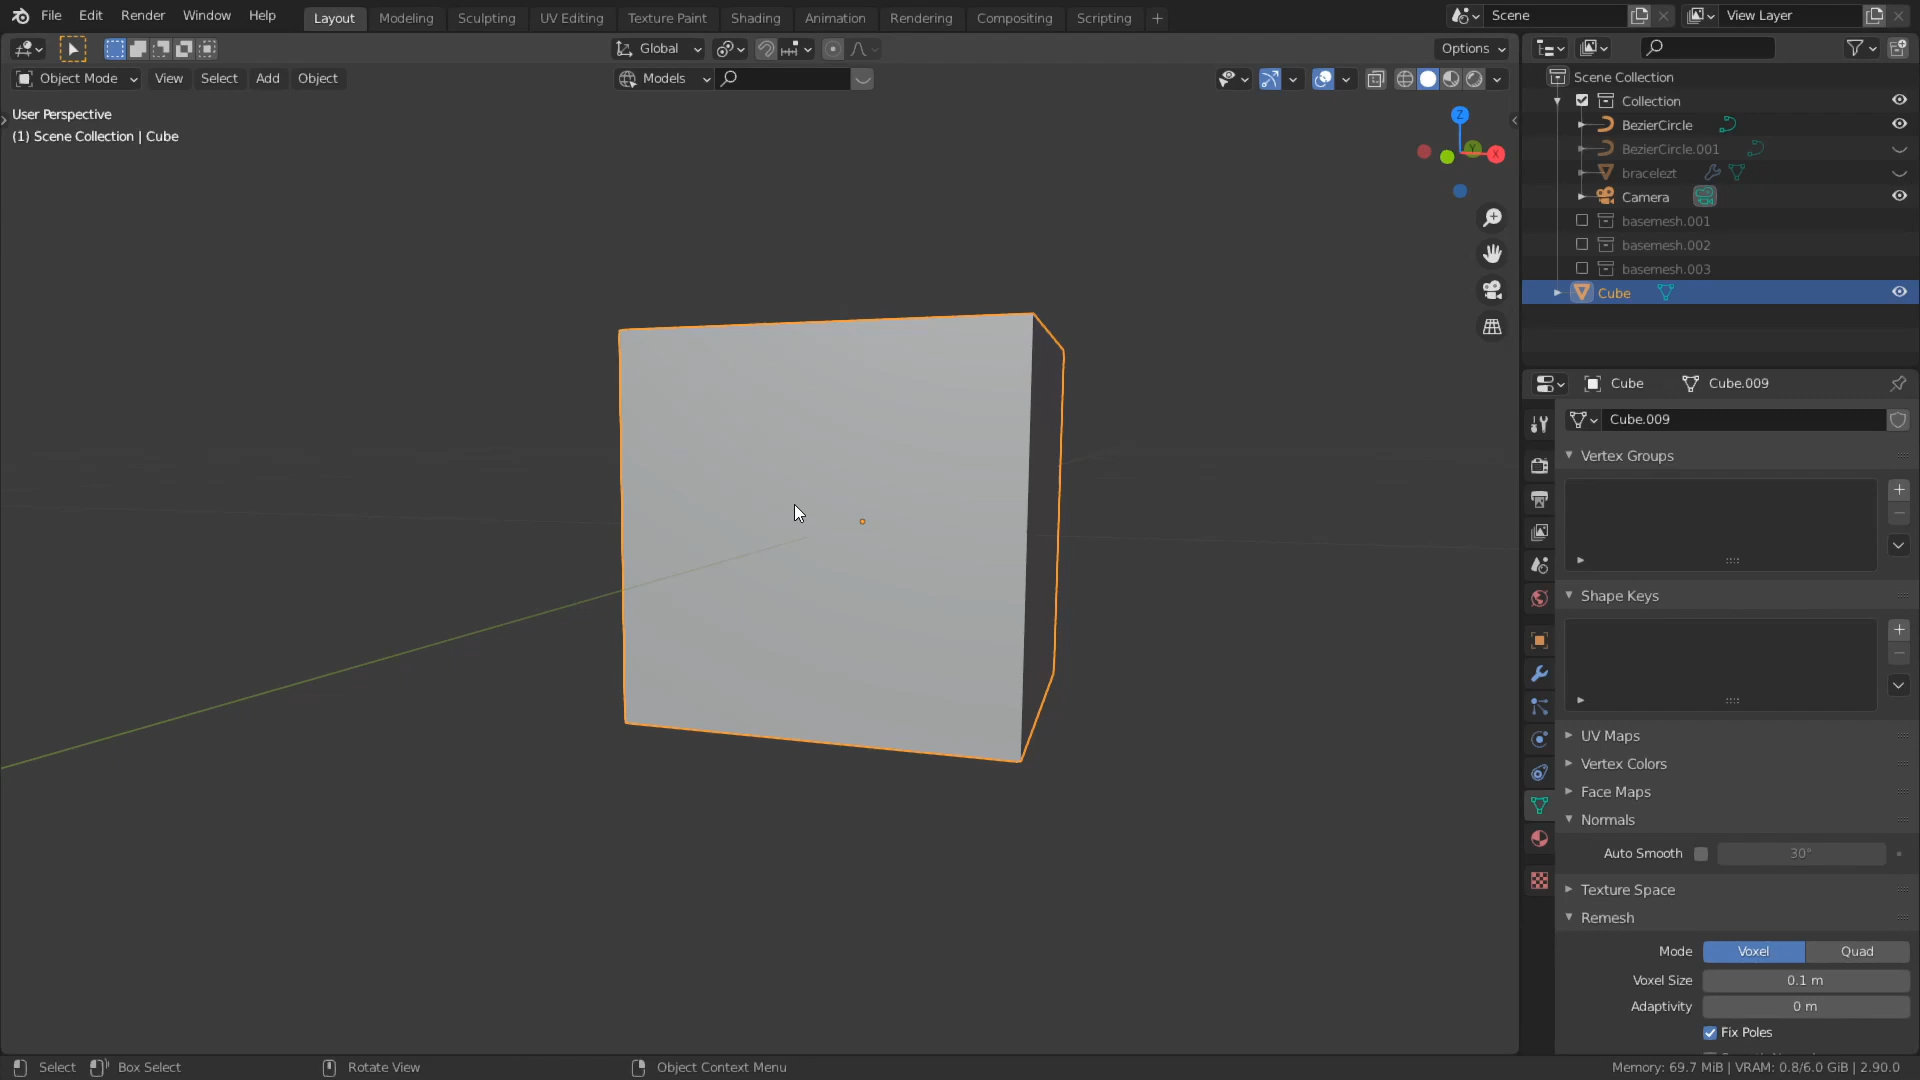 File Edit Render Window Help Layout Modeling Sculpting UV Editing Texture Paint Shading Animation Rendering Compositing Scripting + Scene View Layer
Global Options
Object Mode View Select Add Object Models
User Perspective
(1) Scene Collection | Cube
Z
Y
X
Scene Collection
Collection
BezierCircle
BezierCircle.001
bracelezt
Camera
basemesh.001
basemesh.002
basemesh.003
Cube
Cube Cube.009
Cube.009
Vertex Groups
Shape Keys
UV Maps
Vertex Colors
Face Maps
Normals
Auto Smooth 30°
Texture Space
Remesh
Mode Voxel Quad
Voxel Size 0.1 m
Adaptivity 0 m
Fix Poles
Select Box Select Rotate View Object Context Menu Memory: 69.7 MiB | VRAM: 0.8/6.0 GiB | 2.90.0